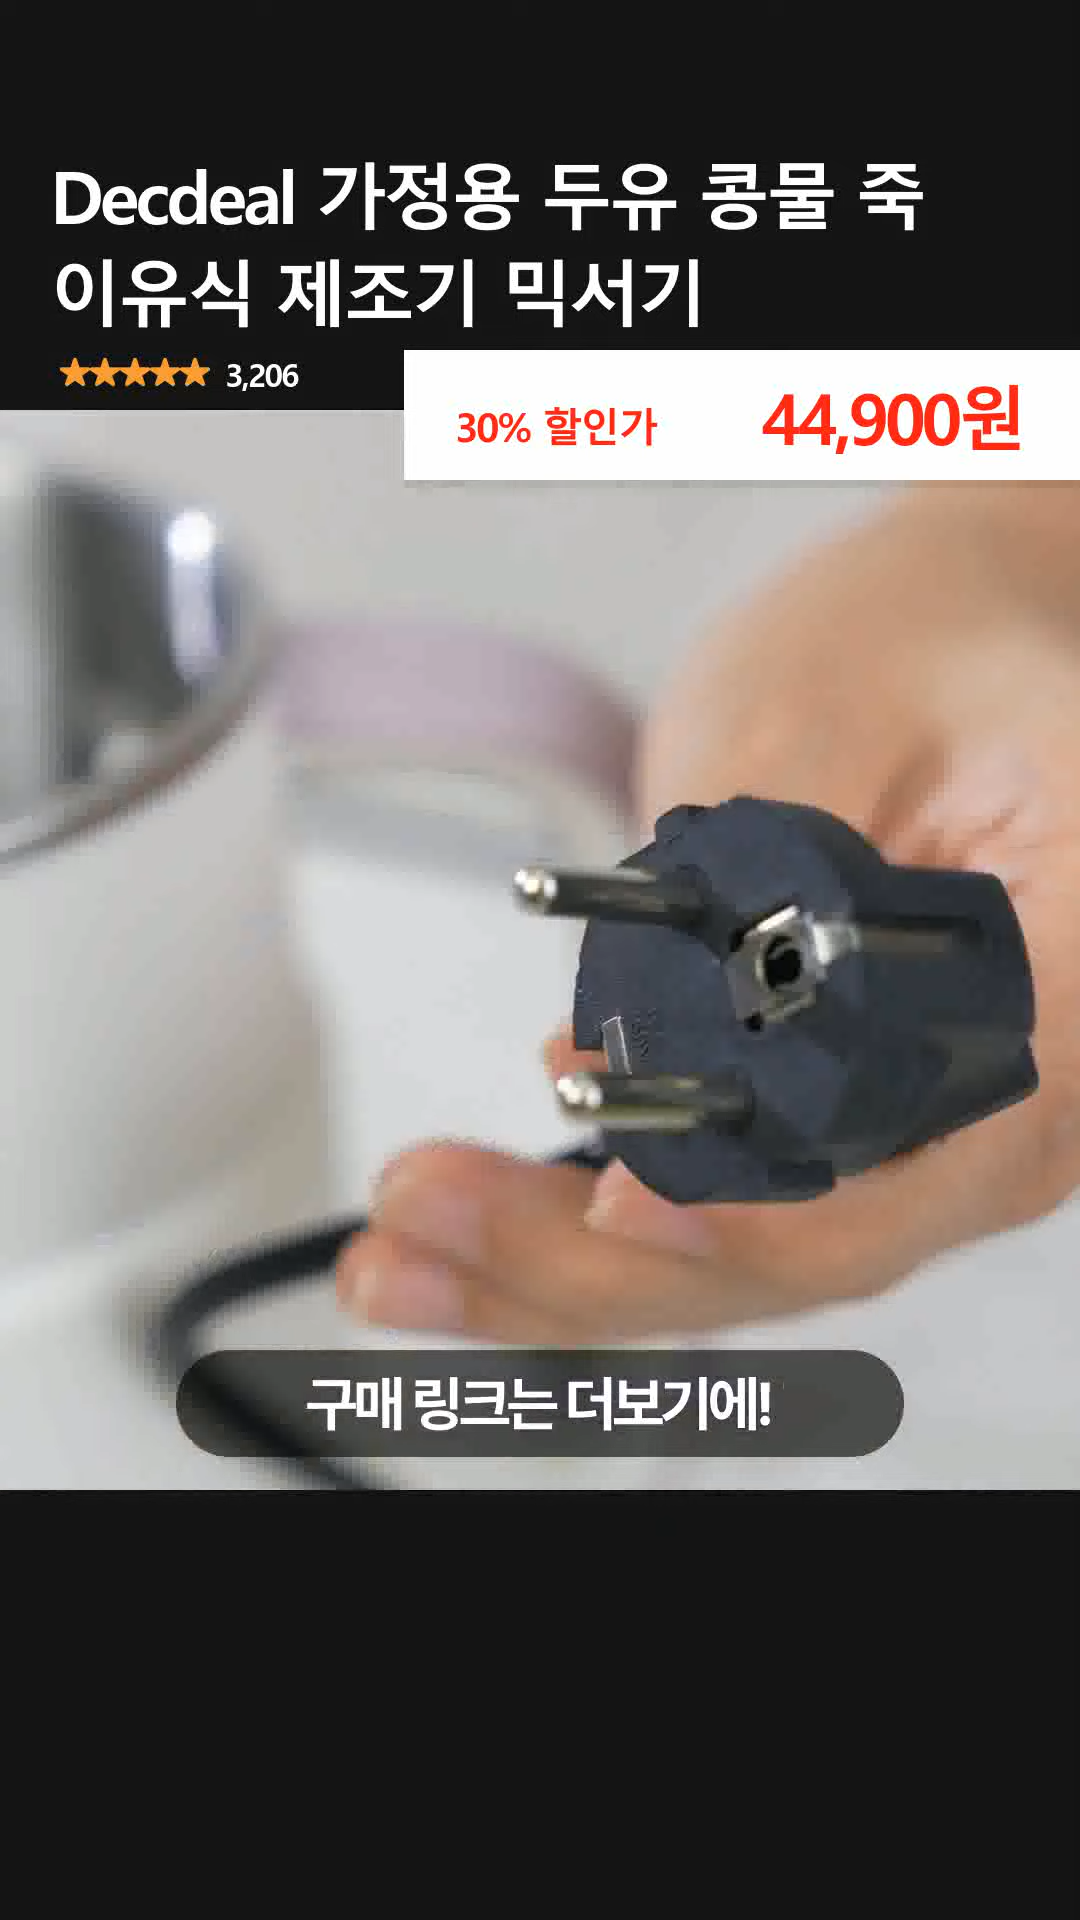 Decdeal 가정용 두유 콩물 죽
이유식 제조기 믹서기
3,206
30% 할인가 44,900원
구매 링크는 더보기에!